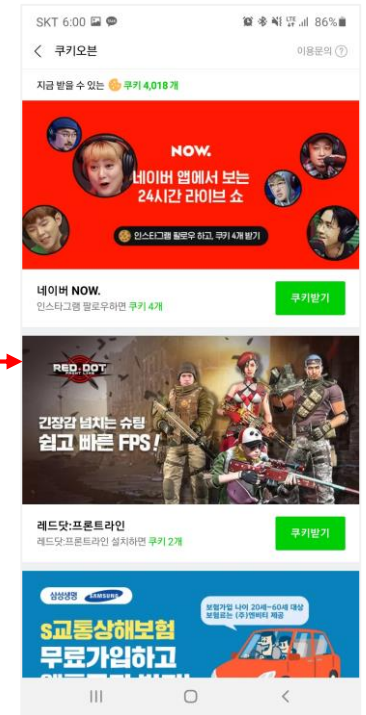 SKT 6:00
86%
쿠키오븐
이용문의 ?
지금 받을 수 있는 쿠키 4,018개
NOW.
네이버 앱에서 보는
24시간 라이브 쇼
인스타그램 팔로우 하고, 쿠키 4개 받기
네이버 NOW.
인스타그램 팔로우하면 쿠키 4개
쿠키받기
RED:DOT
긴장감 넘치는 슈팅
쉽고 빠른 FPS!
레드닷:프론트라인
레드닷:프론트라인 설치하면 쿠키 2개
쿠키받기
삼성생명 SAMSUNG
보험가입 나이 20세~60세 대상
보험료는 (주)엔비티 제공
S교통상해보험
무료가입하고